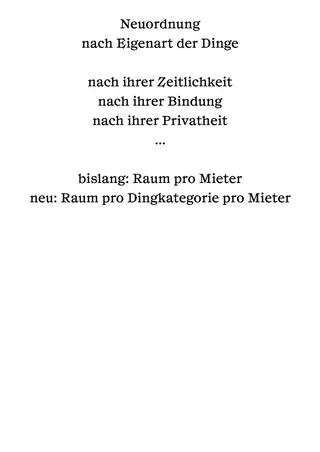 Neuordnung
nach Eigenart der Dinge
nach ihrer Zeitlichkeit
nach ihrer Bindung
nach ihrer Privatheit
...
bislang: Raum pro Mieter
neu: Raum pro Dingkategorie pro Mieter